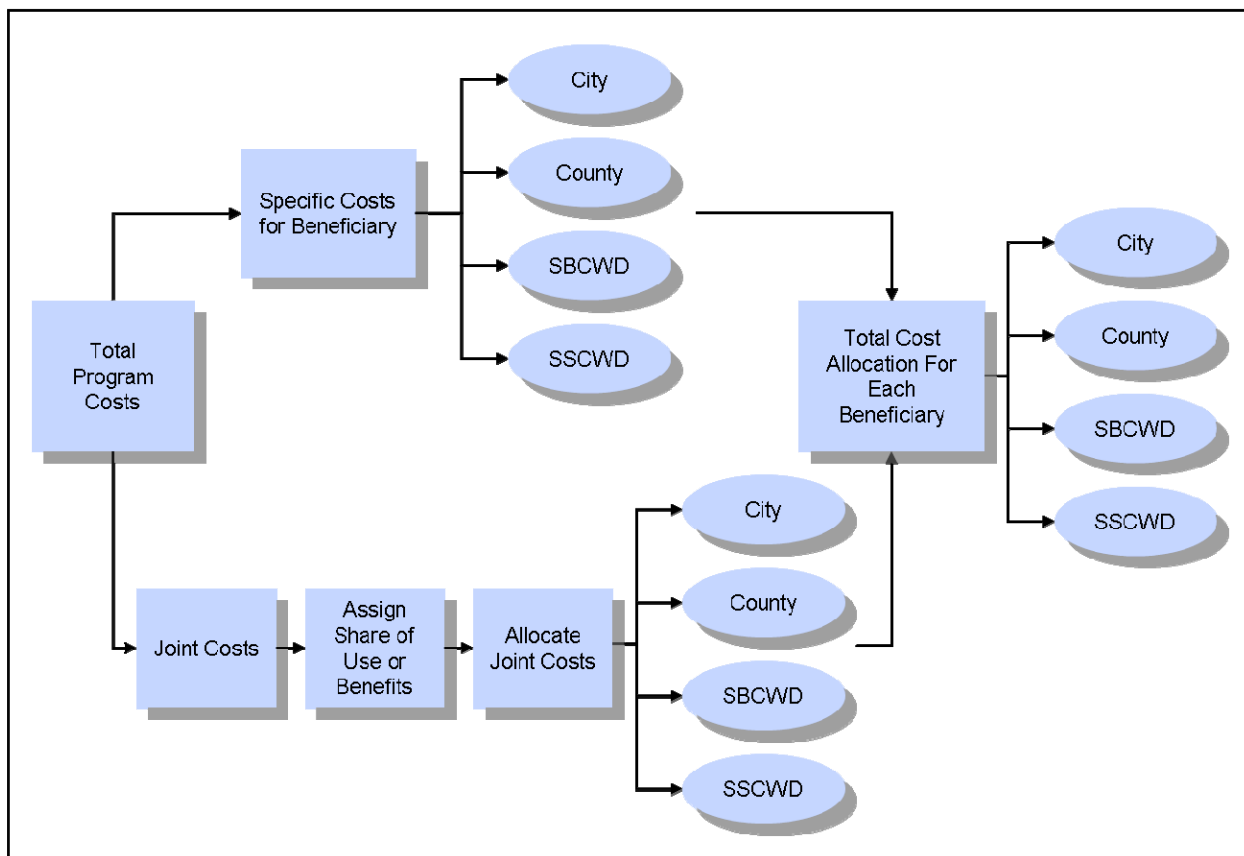 City
County
SBCWD
SSCWD
Specific Costs
for Beneficiary
Total
Program
Costs
Joint Costs
Assign
Share of
Use or
Benefits
Allocate
Joint Costs
City
County
SBCWD
SSCWD
Total Cost
Allocation For
Each
Beneficiary
City
County
SBCWD
SSCWD